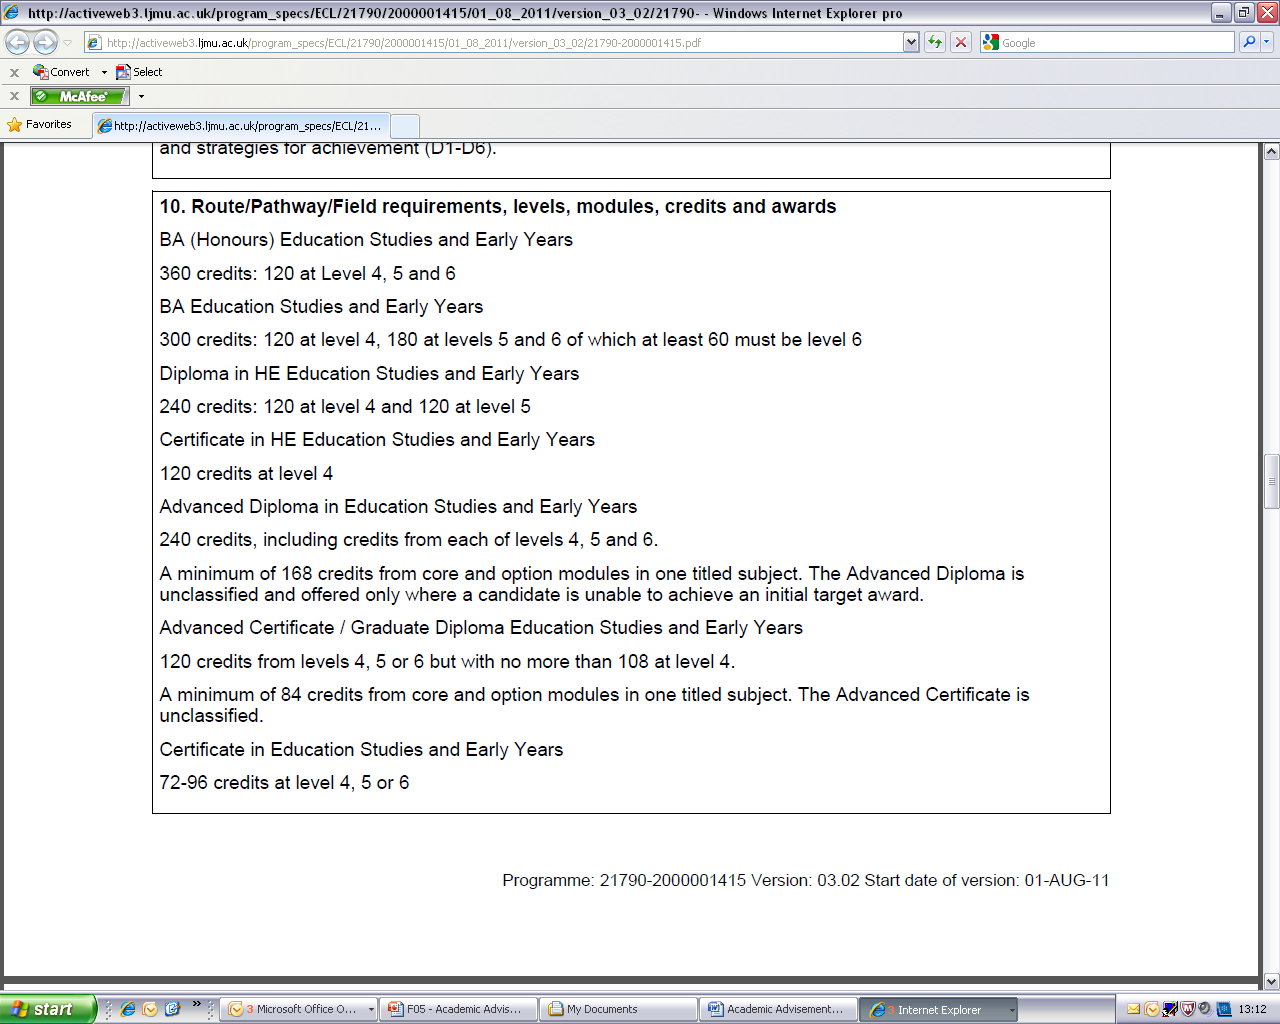 http://activeweb3.ljmu.ac.uk/program_specs/ECL/21790/2000001415/01_08_2011/version_03_02/21790- - Windows Internet Explorer pro
http://activeweb3.ljmu.ac.uk/program_specs/ECL/21790/2000001415/01_08_2011/version_03_02/21790-2000001415.pdf
Google
x Convert Select
x McAfee
Favorites http://activeweb3.ljmu.ac.uk/program_specs/ECL/21...
and strategies for achievement (D1-D6).
10. Route/Pathway/Field requirements, levels, modules, credits and awards
BA (Honours) Education Studies and Early Years
360 credits: 120 at Level 4, 5 and 6
BA Education Studies and Early Years
300 credits: 120 at level 4, 180 at levels 5 and 6 of which at least 60 must be level 6
Diploma in HE Education Studies and Early Years
240 credits: 120 at level 4 and 120 at level 5
Certificate in HE Education Studies and Early Years
120 credits at level 4
Advanced Diploma in Education Studies and Early Years
240 credits, including credits from each of levels 4, 5 and 6.
A minimum of 168 credits from core and option modules in one titled subject. The Advanced Diploma is
unclassified and offered only where a candidate is unable to achieve an initial target award.
Advanced Certificate / Graduate Diploma Education Studies and Early Years
120 credits from levels 4, 5 or 6 but with no more than 108 at level 4.
A minimum of 84 credits from core and option modules in one titled subject. The Advanced Certificate is
unclassified.
Certificate in Education Studies and Early Years
72-96 credits at level 4, 5 or 6
Programme: 21790-2000001415 Version: 03.02 Start date of version: 01-AUG-11
start » 3 Microsoft Office O... F05 - Academic Advis... My Documents Academic Advisement... 3 Internet Explorer 13:12